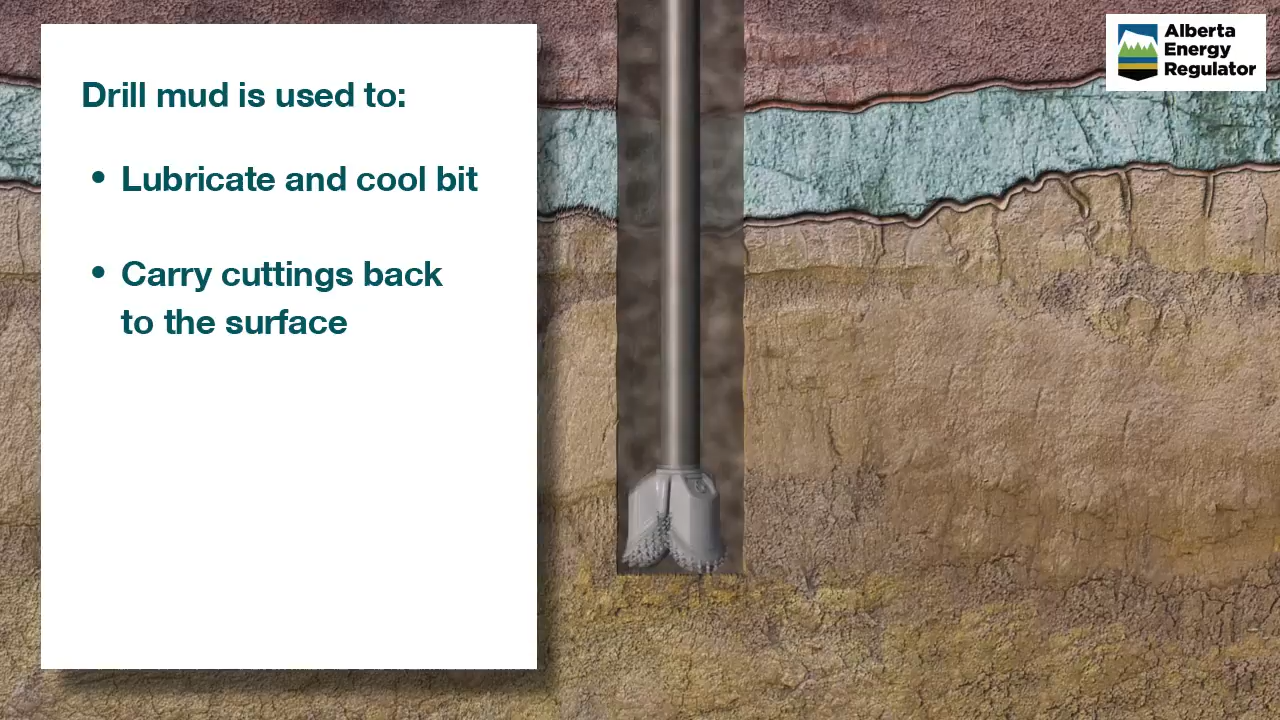 Drill mud is used to:
• Lubricate and cool bit
• Carry cuttings back
to the surface
Alberta
Energy
Regulator